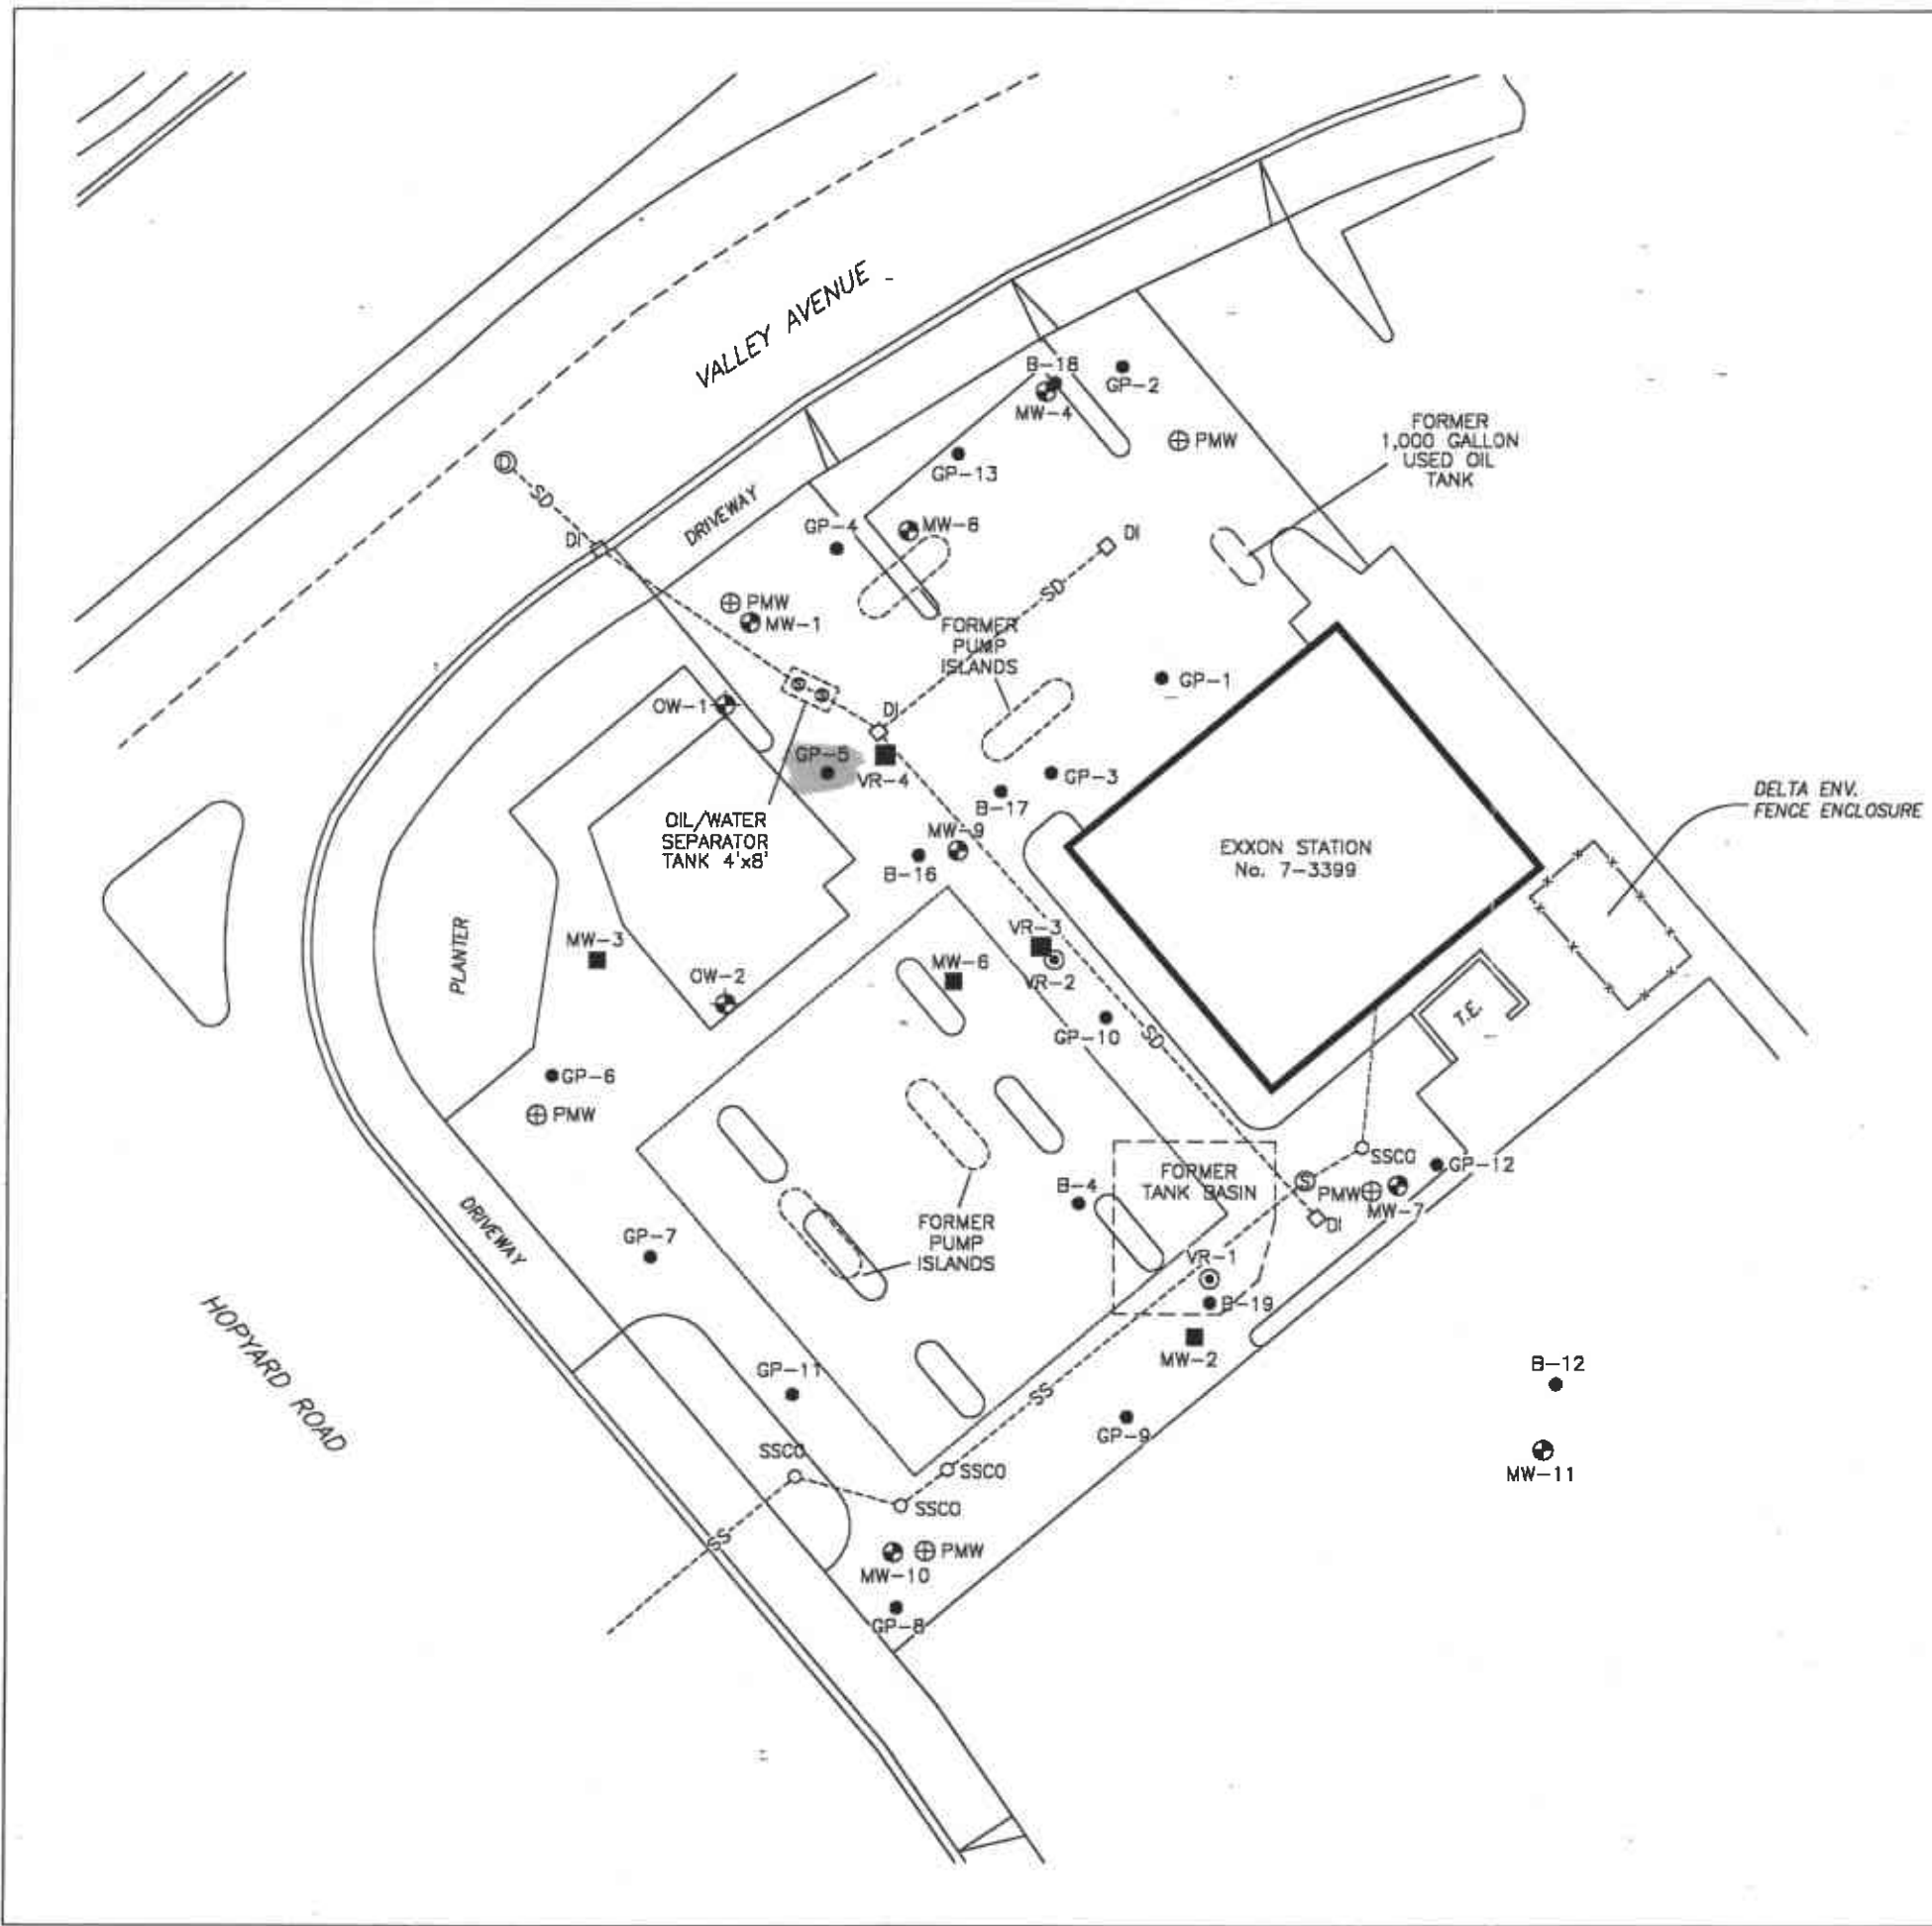 VALLEY AVENUE
B-18
GP-2
MW-4
PMW
FORMER
1,000 GALLON
USED OIL
TANK
GP-13
D
SD
DRIVEWAY
GP-4
MW-8
DI
DI
SD
PMW
MW-1
FORMER
PUMP
ISLANDS
S S
GP-1
OW-1
DI
GP-5
VR-4
GP-3
B-17
OIL/WATER
SEPARATOR
TANK 4'x8'
MW-9
B-16
EXXON STATION
No. 7-3399
DELTA ENV.
FENCE ENCLOSURE
PLANTER
MW-3
VR-3
MW-6
VR-2
OW-2
T.E.
GP-10
SD
GP-6
PMW
SSCO
GP-12
FORMER
TANK BASIN
S
PMW
MW-7
DI
B-4
DRIVEWAY
GP-7
FORMER
PUMP
ISLANDS
VR-1
B-19
MW-2
HOPYARD ROAD
GP-11
SS
B-12
GP-9
SSCO
SSCO
MW-11
SSCO
SS
PMW
MW-10
GP-8